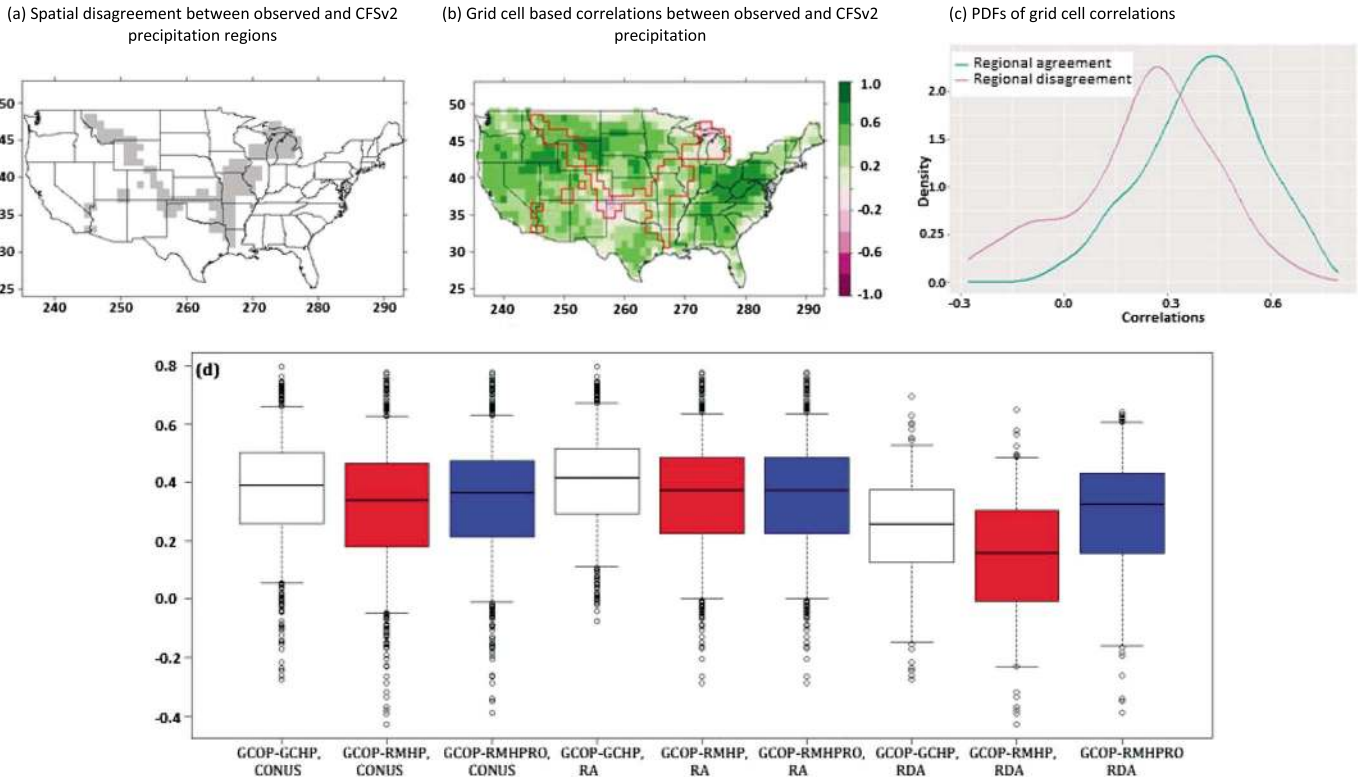 (a) Spatial disagreement between observed and CFSv2
precipitation regions
(b) Grid cell based correlations between observed and CFSv2
precipitation
(c) PDFs of grid cell correlations
50
45
40
35
30
25
240 250 260 270 280 290
50
45
40
35
30
25
240 250 260 270 280 290
1.0
0.6
0.2
-0.2
-0.6
-1.0
Regional agreement
Regional disagreement
2.0
1.5
1.0
0.25
0.0
Density
-0.3 0.0 0.3 0.6
Correlations
(d)
0.8
0.6
0.4
0.2
0.0
-0.2
-0.4
GCOP-GCHP,
CONUS
GCOP-RMHP,
CONUS
GCOP-RMHPRO,
CONUS
GCOP-GCHP,
RA
GCOP-RMHP,
RA
GCOP-RMHPRO,
RA
GCOP-GCHP,
RDA
GCOP-RMHP,
RDA
GCOP-RMHPRO
RDA